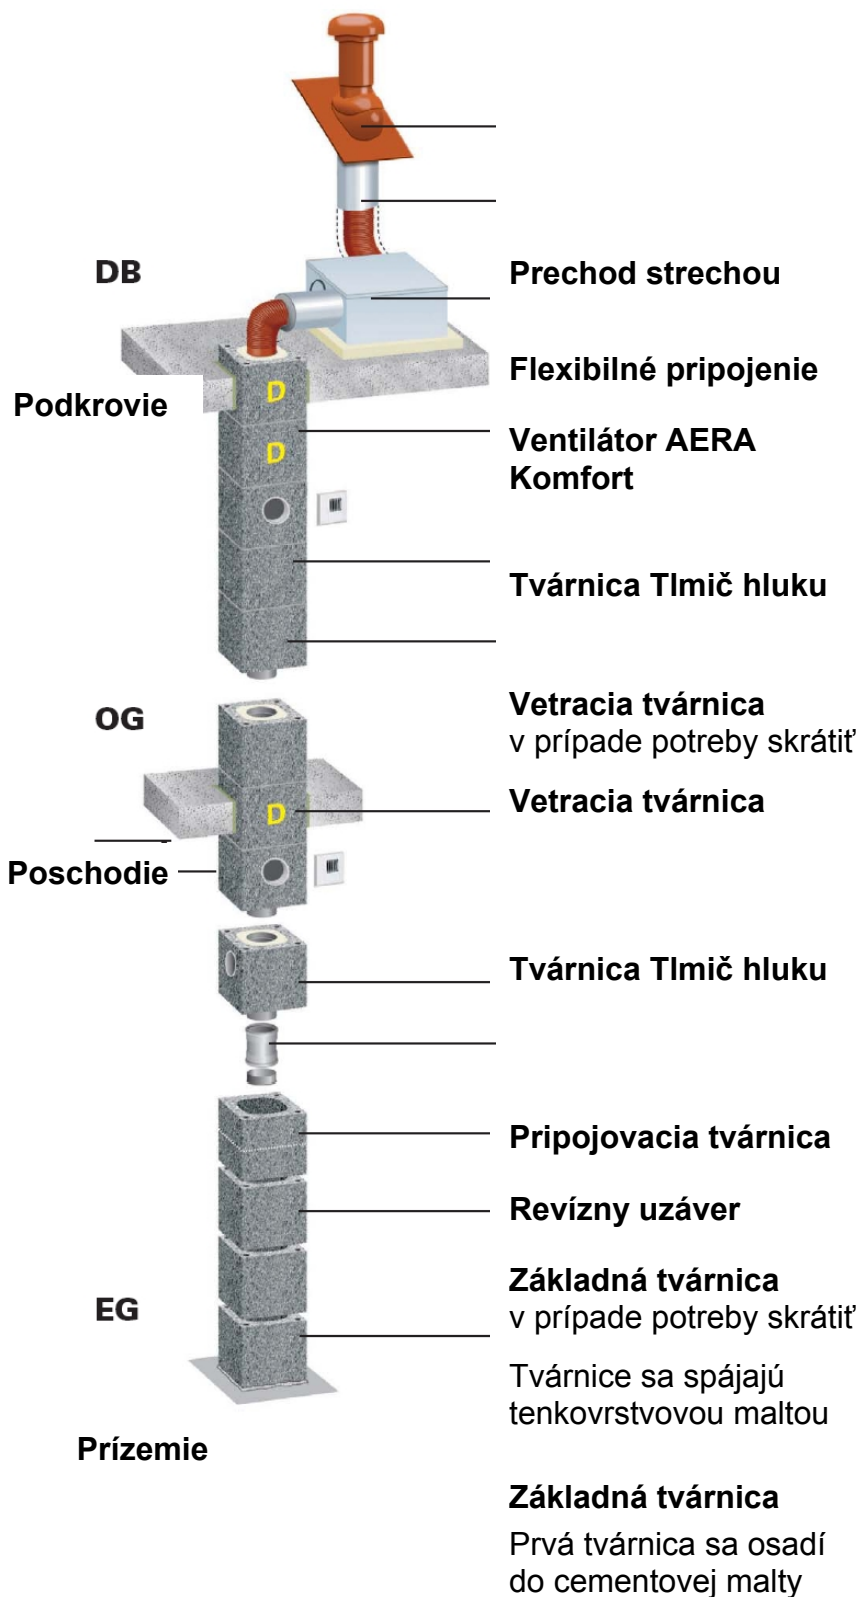 DB
Prechod strechou
Flexibilné pripojenie
Podkrovie
D
Ventilátor AERA
Komfort
D
Tvárnica Tlmič hluku
OG
Vetracia tvárnica
v prípade potreby skrátiť
Vetracia tvárnica
D
Poschodie
Tvárnica Tlmič hluku
Pripojovacia tvárnica
Revízny uzáver
Základná tvárnica
EG
v prípade potreby skrátiť
Tvárnice sa spájajú
tenkovrstvovou maltou
Prízemie
Základná tvárnica
Prvá tvárnica sa osadí
do cementovej malty